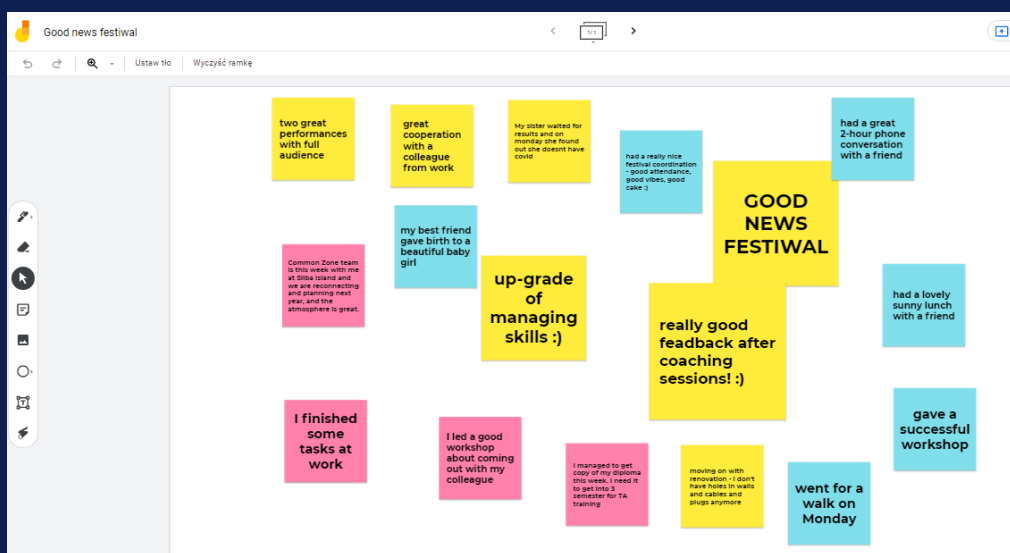 Good news festiwal
1/1
Ustaw tło
Wyczyść ramkę
two great
performances
with full
audience
great
cooperation
with a
colleague
from work
My sister waited for
results and on
monday she found
out she doesnt have
covid
had a really nice
festival coordination
- good attendance,
good vibes, good
cake :)
had a great
2-hour phone
conversation
with a friend
GOOD
NEWS
FESTIWAL
my best friend
gave birth to a
beautiful baby
girl
Common Zone team
is this week with me
at Silba island and
we are reconnecting
and planning next
year, and the
atmosphere is great.
up-grade
of
managing
skills :)
really good
feadback after
coaching
sessions! :)
had a lovely
sunny lunch
with a friend
I finished
some
tasks at
work
I led a good
workshop
about coming
out with my
colleague
I managed to get
copy of my diploma
this week. I need it
to get into 3
semester for TA
training
moving on with
renovation - I don't
have holes in walls
and cables and
plugs anymore
went for a
walk on
Monday
gave a
successful
workshop